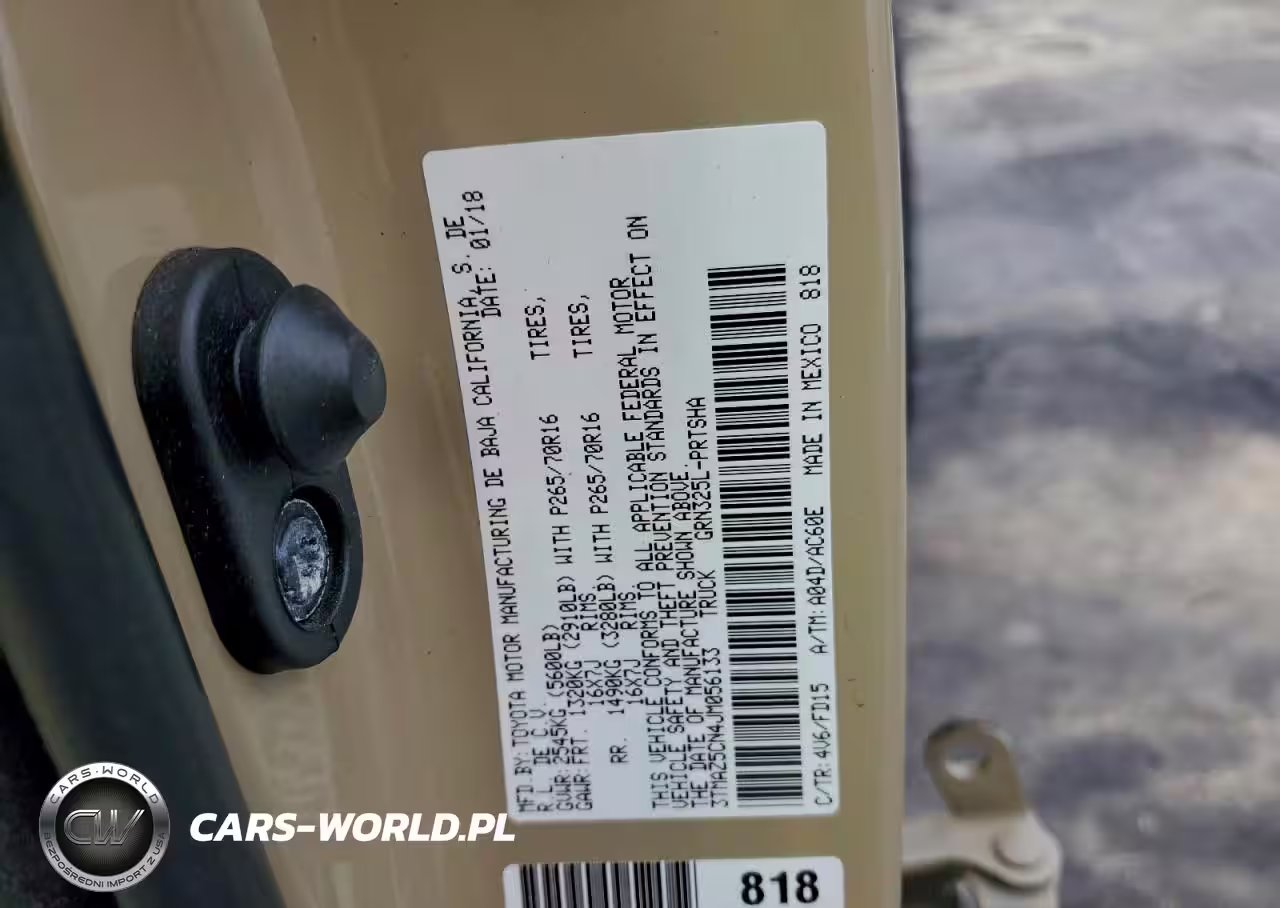 MFD.BY:TOYOTA MOTOR MANUFACTURING DE BAJA CALIFORNIA, S. DE
R.L. DE C.V. DATE: 01/18
GVWR:2545KG (5600LB)
GAWR:FRT. 1320KG (2910LB) WITH P265/70R16 TIRES,
16X7J RIMS
RR. 1490KG (3280LB) WITH P265/70R16 TIRES,
16X7J RIMS.
THIS VEHICLE CONFORMS TO ALL APPLICABLE FEDERAL MOTOR
VEHICLE SAFETY AND THEFT PREVENTION STANDARDS IN EFFECT ON
THE DATE OF MANUFACTURE SHOWN ABOVE.
3TMAZ5CN4JM056133 TRUCK GRN325L-PRTSHA
C/TR:4V6/FD15 A/TM:A04D/AC60E MADE IN MEXICO 818
818
CARS-WORLD
CW
BEZPOŚREDNI IMPORT Z USA
CARS-WORLD.PL